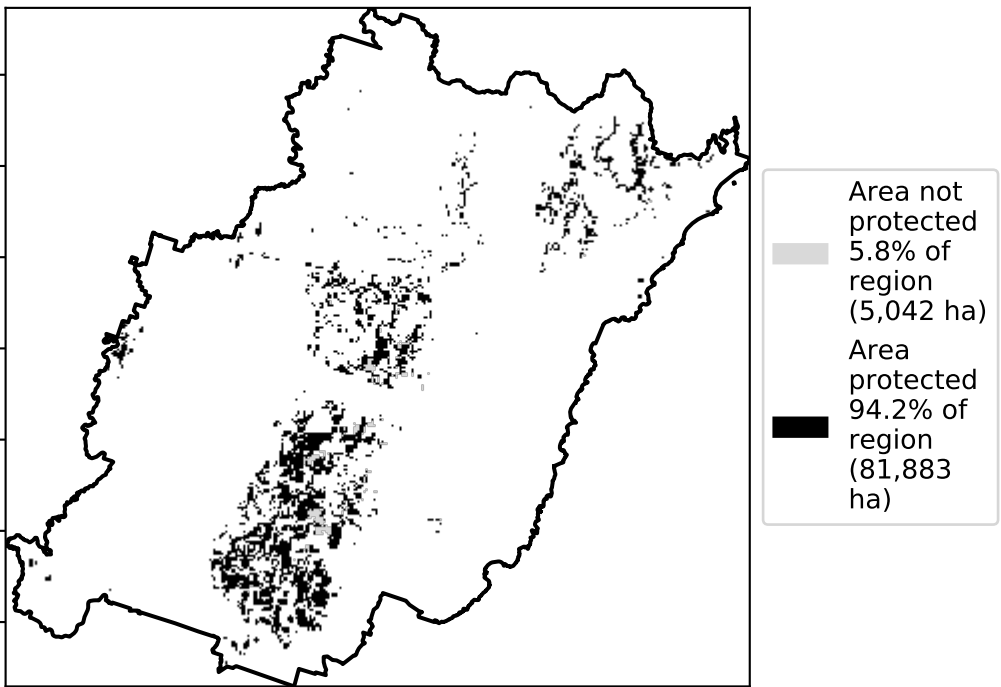 Area not
protected
5.8% of
region
(5,042 ha)
Area
protected
94.2% of
region
(81,883
ha)